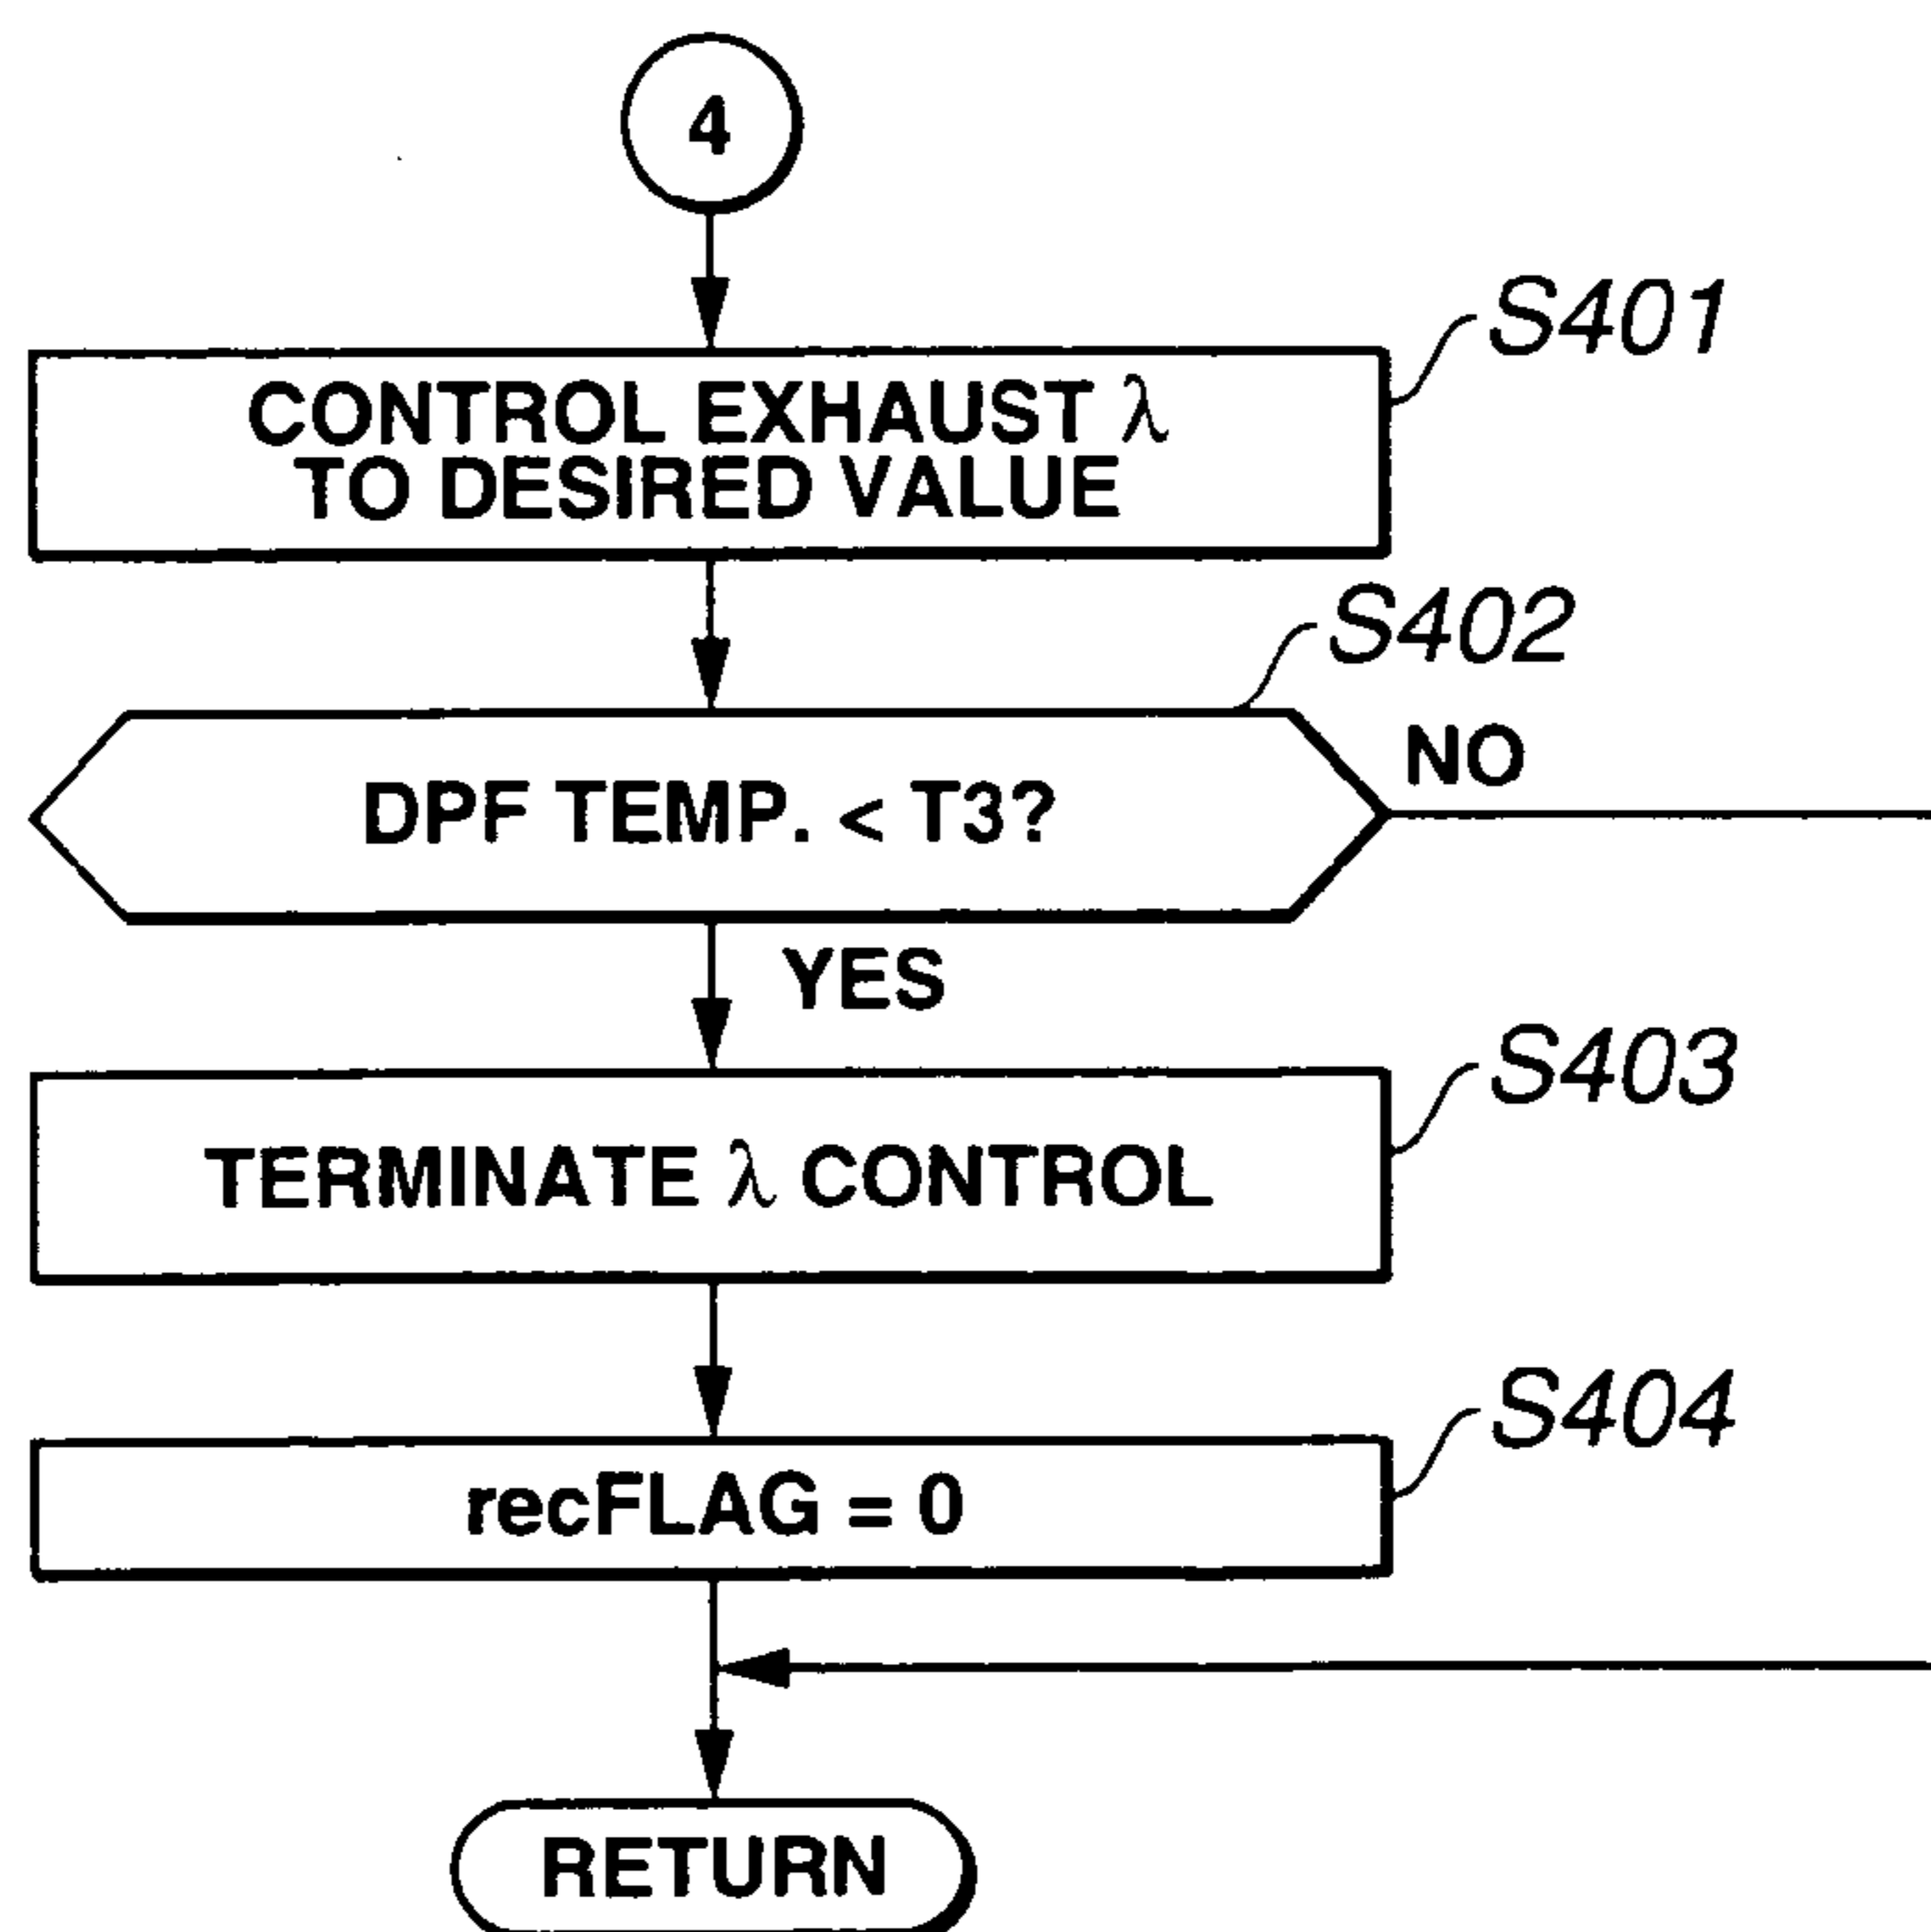 4
S401
CONTROL EXHAUST λ
TO DESIRED VALUE
S402
DPF TEMP. < T3?
NO
YES
S403
TERMINATE λ CONTROL
S404
recFLAG = 0
RETURN